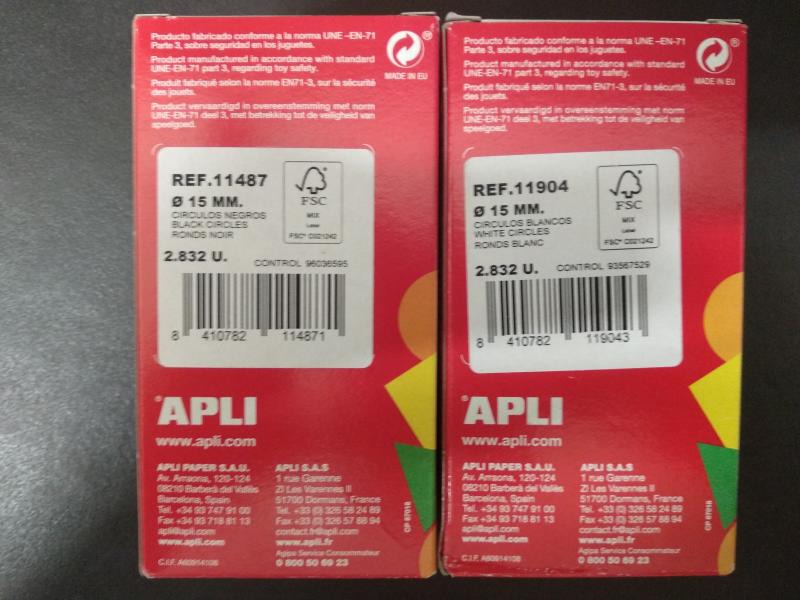 Producto fabricado conforme a la norma UNE -EN-71
Parte 3, sobre seguridad en los juguetes.
Product manufactured in accordance with standard
UNE-EN-71 part 3, regarding toy safety.
Produit fabriqué selon la norme EN71-3, sur la sécurité
des jouets.
Product vervaardigd in overeenstemming met norm
UNE-EN-71 deel 3, met betrekking tot de veiligheid van
speelgoed.
MADE IN EU
REF.11487
Ø 15 MM.
CIRCULOS NEGROS
BLACK CIRCLES
RONDS NOIR
FSC
MIX
Label
FSC® C021242
2.832 U.
CONTROL 96036595
8 410782 114871
APLI
www.apli.com
APLI PAPER S.A.U.
Av. Arraona, 120-124
08210 Barberà del Vallès
Barcelona, Spain
Tel. +34 93 747 91 00
Fax +34 93 718 81 13
apli@apli.com
www.apli.com
C.I.F. A60914108
APLI S.A.S
1 rue Garenne
ZI Les Varennes II
51700 Dormans, France
Tel. +33 (0) 326 58 24 89
Fax +33 (0) 326 57 88 94
contact.fr@apli.com
www.apli.fr
Agipa Service Consommateur
0 800 50 69 23
CP 87018
Producto fabricado conforme a la norma UNE -EN-71
Parte 3, sobre seguridad en los juguetes.
Product manufactured in accordance with standard
UNE-EN-71 part 3, regarding toy safety.
Produit fabriqué selon la norme EN71-3, sur la sécurité
des jouets.
Product vervaardigd in overeenstemming met norm
UNE-EN-71 deel 3, met betrekking tot de veiligheid van
speelgoed.
MADE IN EU
REF.11904
Ø 15 MM.
CIRCULOS BLANCOS
WHITE CIRCLES
RONDS BLANC
FSC
MIX
Label
FSC® C021242
2.832 U.
CONTROL 93567529
8 410782 119043
APLI
www.apli.com
APLI PAPER S.A.U.
Av. Arraona, 120-124
08210 Barberà del Vallès
Barcelona, Spain
Tel. +34 93 747 91 00
Fax +34 93 718 81 13
apli@apli.com
www.apli.com
C.I.F. A60914108
APLI S.A.S
1 rue Garenne
ZI Les Varennes II
51700 Dormans, France
Tel. +33 (0) 326 58 24 89
Fax +33 (0) 326 57 88 94
contact.fr@apli.com
www.apli.fr
Agipa Service Consommateur
0 800 50 69 23
CP 87018